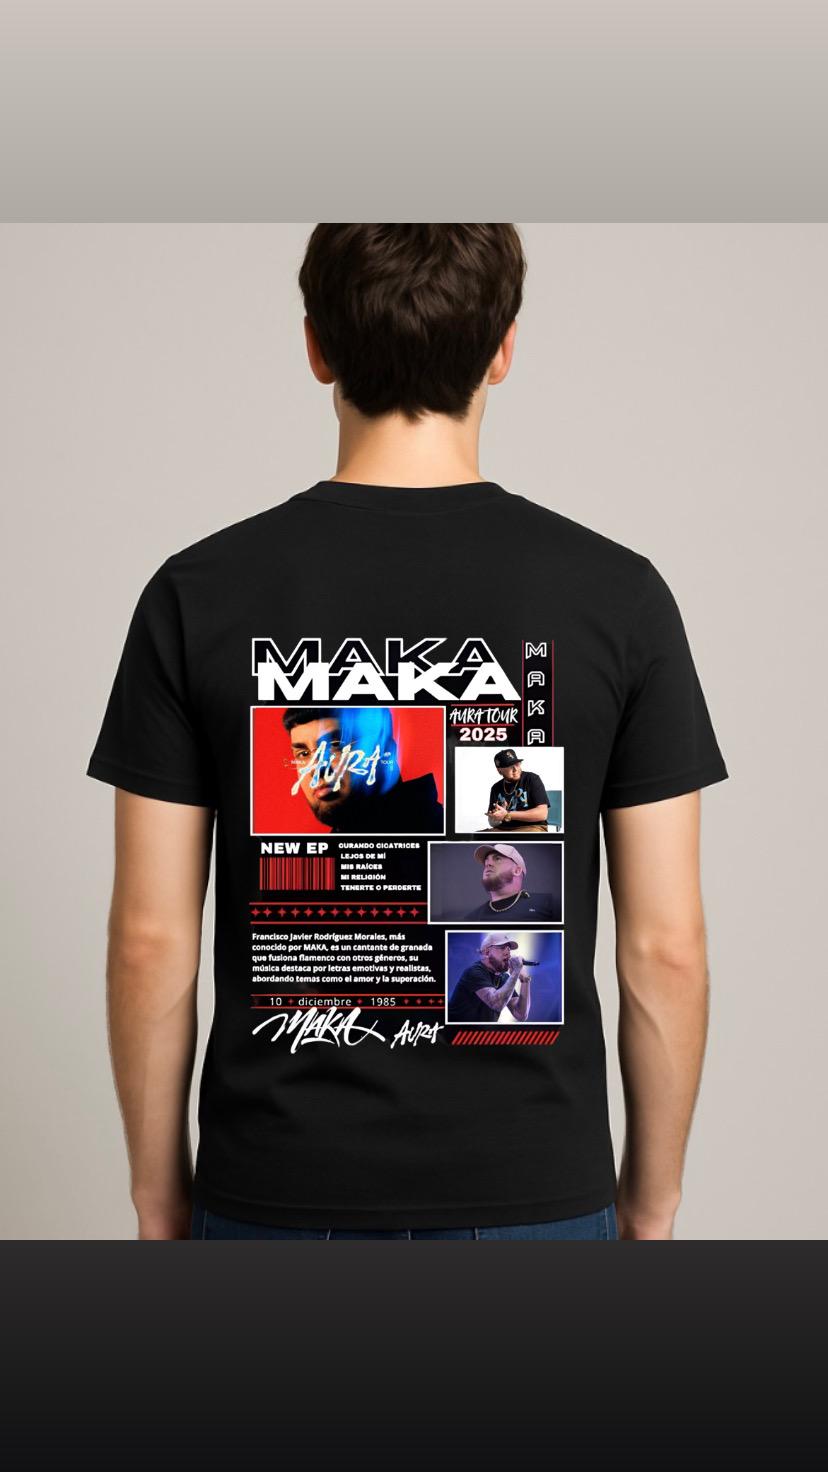 MAKA
MAKA
MAKA
AURA TOUR
2025
MAKA AURA TOUR
NEW EP
CURANDO CICATRICES
LEJOS DE MÍ
MIS RAÍCES
MI RELIGIÓN
TENERTE O PERDERTE
Francisco Javier Rodríguez Morales, más
conocido por MAKA, es un cantante de granada
que fusiona flamenco con otros géneros, su
música destaca por letras emotivas y realistas,
abordando temas como el amor y la superación.
10 diciembre 1985
MAKA AURA